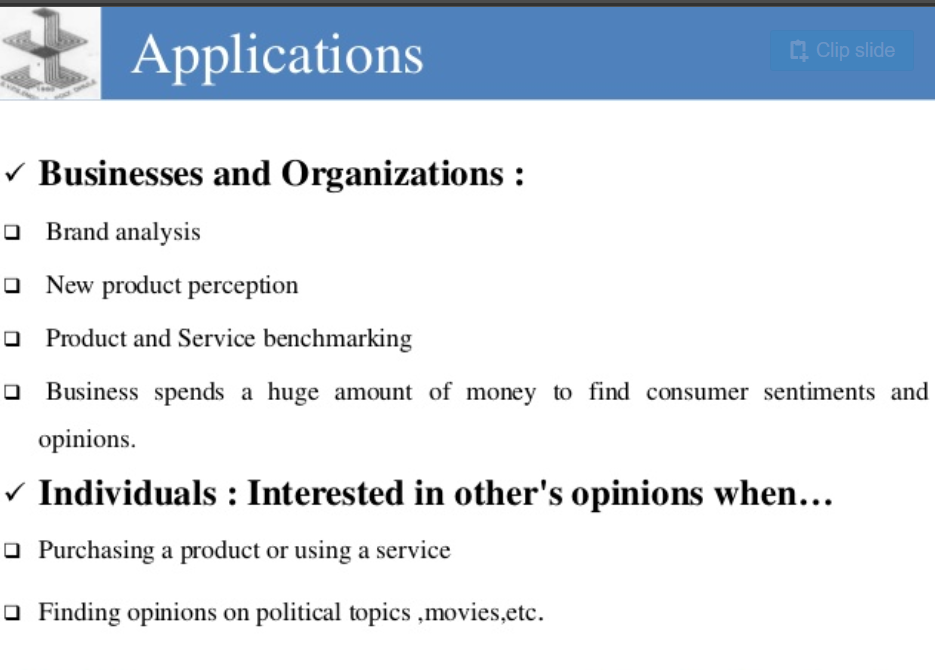 Applications
Clip slide
✓ Businesses and Organizations :
❑ Brand analysis
❑ New product perception
❑ Product and Service benchmarking
❑ Business spends a huge amount of money to find consumer sentiments and
opinions.
✓ Individuals : Interested in other's opinions when…
❑ Purchasing a product or using a service
❑ Finding opinions on political topics ,movies,etc.